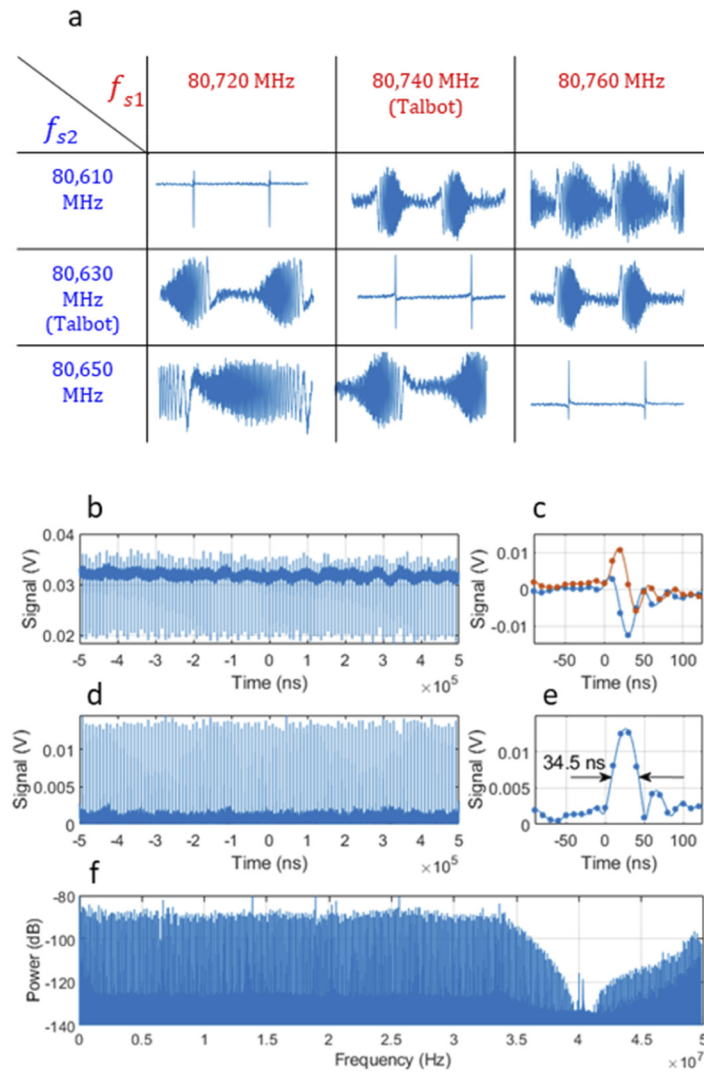 a
f_s1
f_s2
80,720 MHz
80,740 MHz
(Talbot)
80,760 MHz
80,610
MHz
80,630
MHz
(Talbot)
80,650
MHz
b
Signal (V)
0.04
0.03
0.02
-5 -4 -3 -2 -1 0 1 2 3 4 5
Time (ns)
×10^5
c
Signal (V)
0.01
0
-0.01
-50 0 50 100
Time (ns)
d
Signal (V)
0.01
0.005
0
-5 -4 -3 -2 -1 0 1 2 3 4 5
Time (ns)
×10^5
e
Signal (V)
0.01
0.005
0
34.5 ns
-50 0 50 100
Time (ns)
f
Power (dB)
-80
-100
-120
-140
0 0.5 1 1.5 2 2.5 3 3.5 4 4.5 5
Frequency (Hz)
×10^7